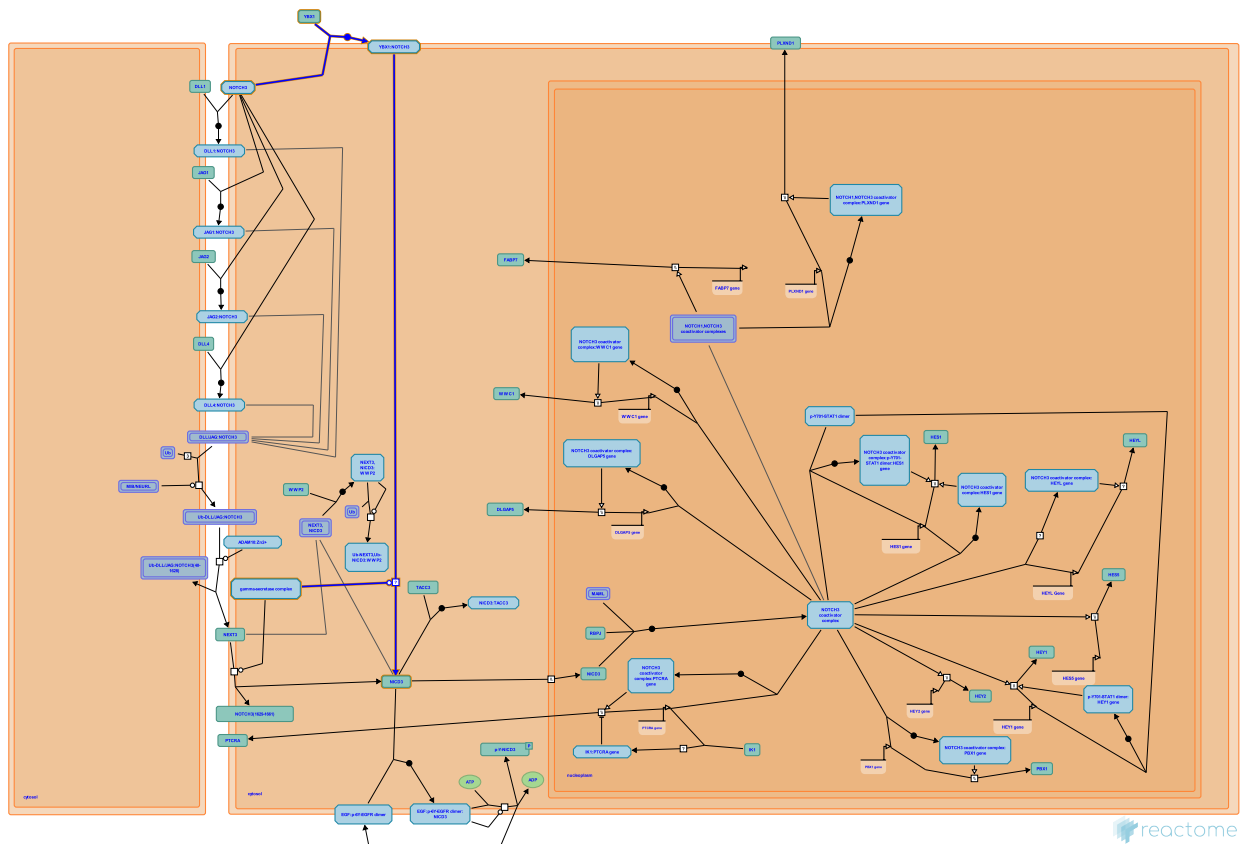 YBX1
YBX1:NOTCH3
PLXND1
DLL1
NOTCH3
DLL1:NOTCH3
JAG1
JAG1:NOTCH3
JAG2
JAG2:NOTCH3
DLL4
DLL4:NOTCH3
DLL/JAG:NOTCH3
Ub
MIB/NEURL
Ub-DLL/JAG:NOTCH3
ADAM10:Zn2+
gamma-secretase complex
NEXT3
NOTCH3(1629-1661)
PTCRA
WWP2
NEXT3,
NICD3:
WWP2
Ub
NEXT3,
NICD3
Ub-NEXT3,Ub-
NICD3:WWP2
TACC3
NICD3:TACC3
NICD3
p-Y-NICD3
P
ATP
ADP
EGF:p-6Y-EGFR dimer
EGF:p-6Y-EGFR dimer:
NICD3
NOTCH1,NOTCH3 coactivator
complex:PLXND1 gene
FABP7
FABP7 gene
PLXND1 gene
NOTCH1,NOTCH3
coactivator complexes
NOTCH3 coactivator
complex:WWC1 gene
WWC1
WWC1 gene
NOTCH3 coactivator complex:
DLGAP5 gene
DLGAP5
DLGAP5 gene
p-Y701-STAT1 dimer
NOTCH3 coactivator
complex:p-Y701-
STAT1 dimer:HES1
gene
HES1
NOTCH3 coactivator
complex:HES1 gene
HES1 gene
NOTCH3 coactivator complex:
HEYL gene
HEYL
HEYL Gene
MAML
RBPJ
NICD3
NOTCH3
coactivator
complex
HES5
HES5 gene
HEY1
HEY1 gene
p-Y701-STAT1 dimer:
HEY1 gene
HEY2
HEY2 gene
NOTCH3
coactivator
complex:PTCRA
gene
PTCRA gene
IK1:PTCRA gene
IK1
NOTCH3 coactivator complex:
PBX1 gene
PBX1 gene
PBX1
nucleoplasm
cytosol
cytosol
reactome